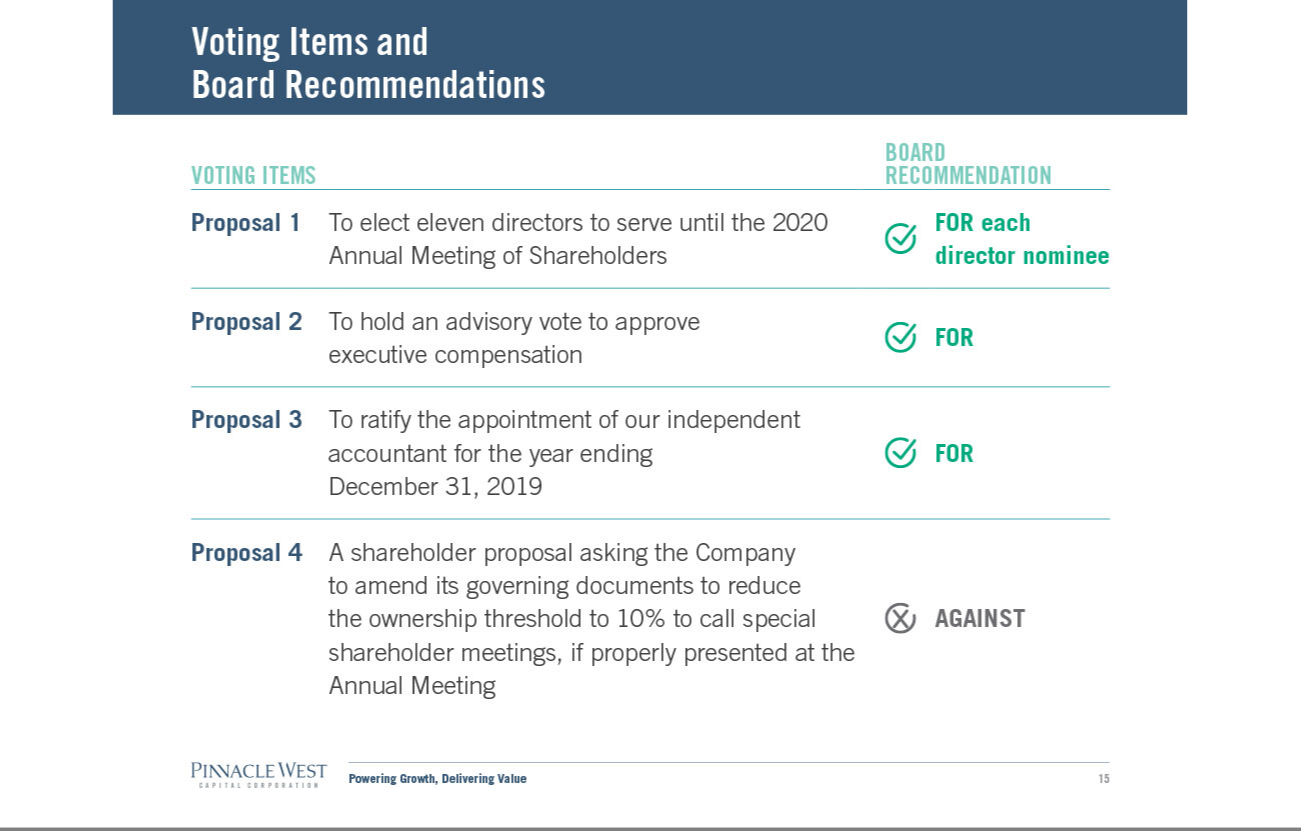 Voting Items and
Board Recommendations
VOTING ITEMS
BOARD
RECOMMENDATION
Proposal 1 To elect eleven directors to serve until the 2020
Annual Meeting of Shareholders
FOR each
director nominee
Proposal 2 To hold an advisory vote to approve
executive compensation
FOR
Proposal 3 To ratify the appointment of our independent
accountant for the year ending
December 31, 2019
FOR
Proposal 4 A shareholder proposal asking the Company
to amend its governing documents to reduce
the ownership threshold to 10% to call special
shareholder meetings, if properly presented at the
Annual Meeting
AGAINST
PINNACLE WEST
CAPITAL CORPORATION
Powering Growth, Delivering Value
15